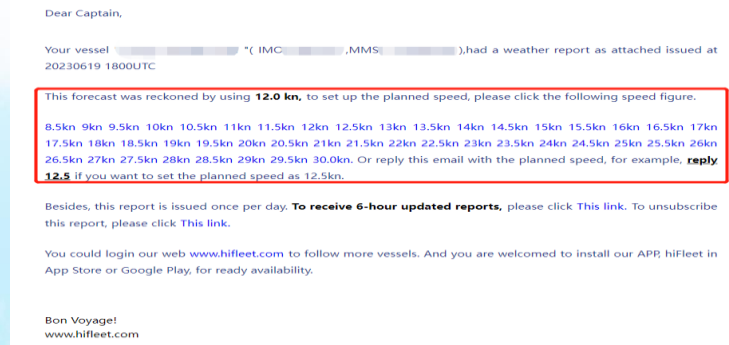 Dear Captain,
Your vessel "( IMC ,MMS ),had a weather report as attached issued at
20230619 1800UTC
This forecast was reckoned by using 12.0 kn, to set up the planned speed, please click the following speed figure.
8.5kn 9kn 9.5kn 10kn 10.5kn 11kn 11.5kn 12kn 12.5kn 13kn 13.5kn 14kn 14.5kn 15kn 15.5kn 16kn 16.5kn 17kn
17.5kn 18kn 18.5kn 19kn 19.5kn 20kn 20.5kn 21kn 21.5kn 22kn 22.5kn 23kn 23.5kn 24kn 24.5kn 25kn 25.5kn 26kn
26.5kn 27kn 27.5kn 28kn 28.5kn 29kn 29.5kn 30.0kn. Or reply this email with the planned speed, for example, reply
12.5 if you want to set the planned speed as 12.5kn.
Besides, this report is issued once per day. To receive 6-hour updated reports, please click This link. To unsubscribe
this report, please click This link.
You could login our web www.hifleet.com to follow more vessels. And you are welcomed to install our APP, hiFleet in
App Store or Google Play, for ready availability.
Bon Voyage!
www.hifleet.com